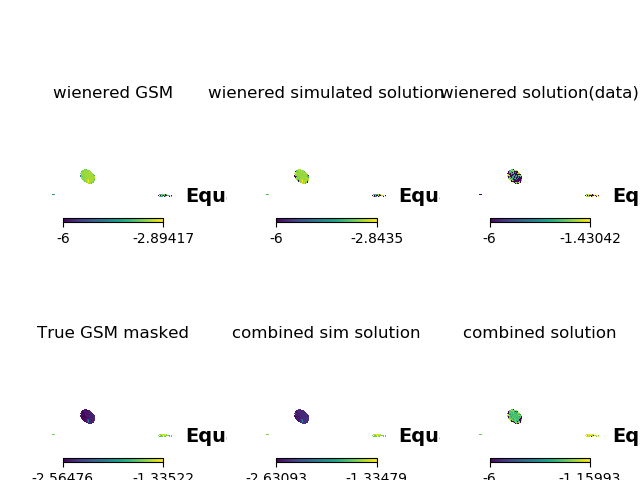 wienered GSM
wienered simulated solution
wienered solution(data)
Equ
Equ
Eq
-6 -2.89417
-6 -2.8435
-6 -1.43042
True GSM masked
combined sim solution
combined solution
Equ
Equ
Eq
-2.56476 -1.33522
-2.63093 -1.33479
-6 -1.15993